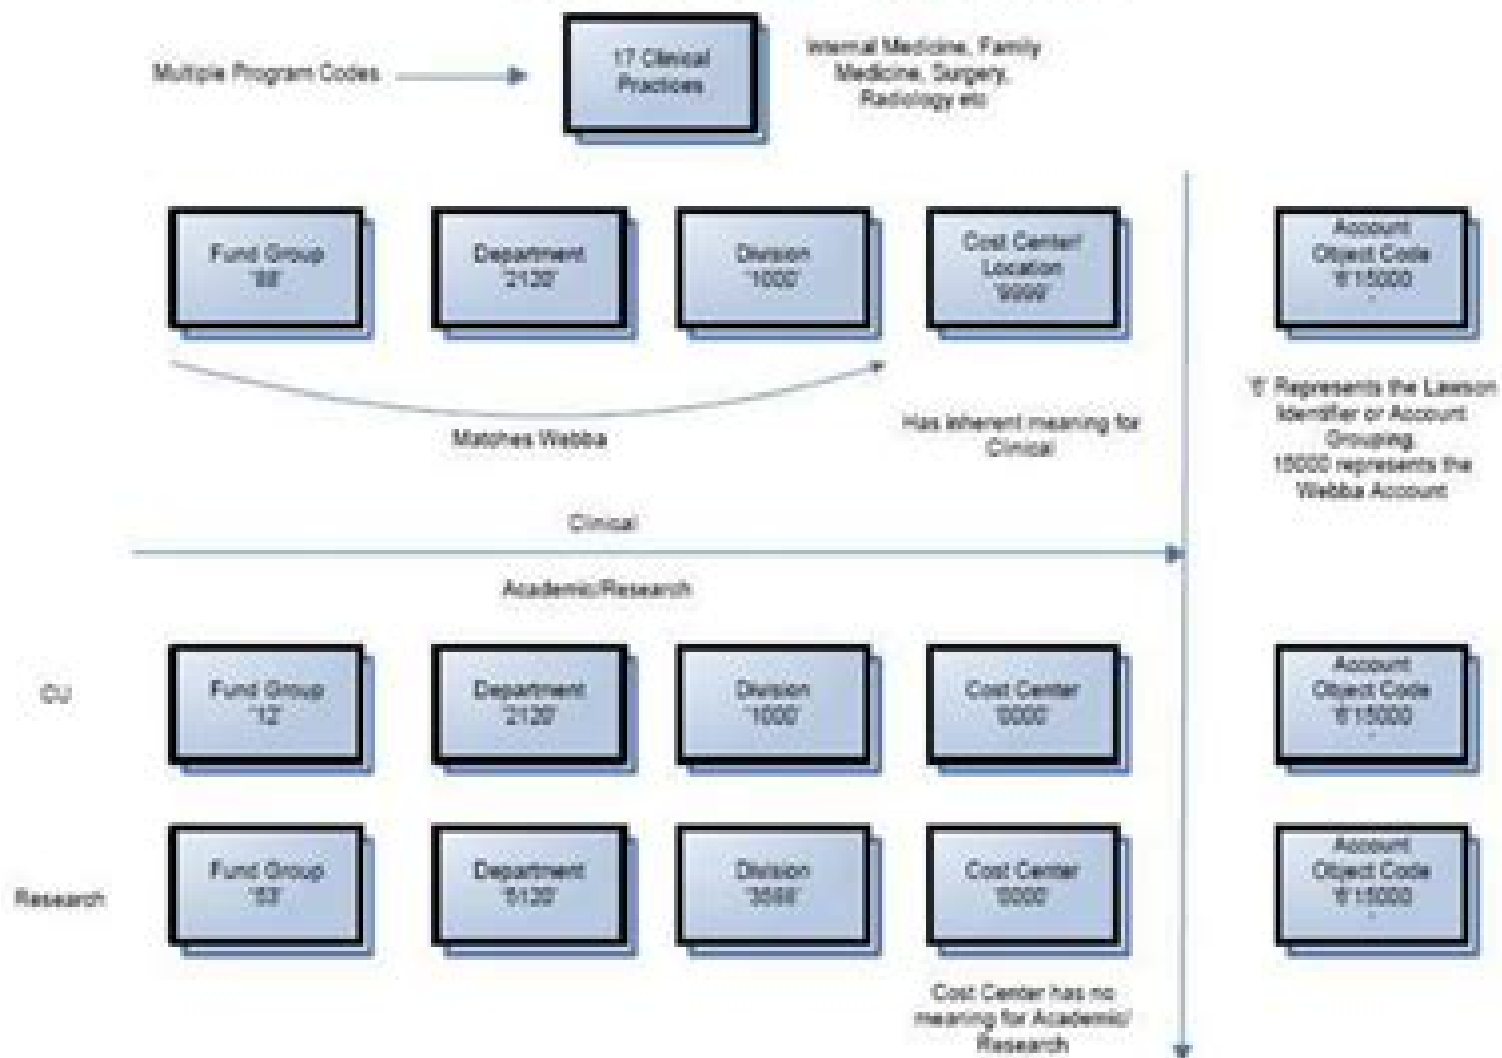 Multiple Program Codes
17 Clinical
Practices
Internal Medicine, Family
Medicine, Surgery,
Radiology etc
Fund Group
Department
'2120'
Division
'1000'
Cost Center/
Location
'9999'
Account
Object Code
'6'15000
Matches Webba
Has inherent meaning for
Clinical
'6' Represents the Lawson
Identifier or Account
Grouping,
15000 represents the
Webba Account
Clinical
Academic/Research
CU
Fund Group
'12'
Department
'2120'
Division
'1000'
Cost Center
'0000'
Account
Object Code
'6'15000
Research
Fund Group
'53'
Department
'5120'
Division
Cost Center
'0000'
Account
Object Code
'6'15000
Cost Center has no
meaning for Academic/
Research